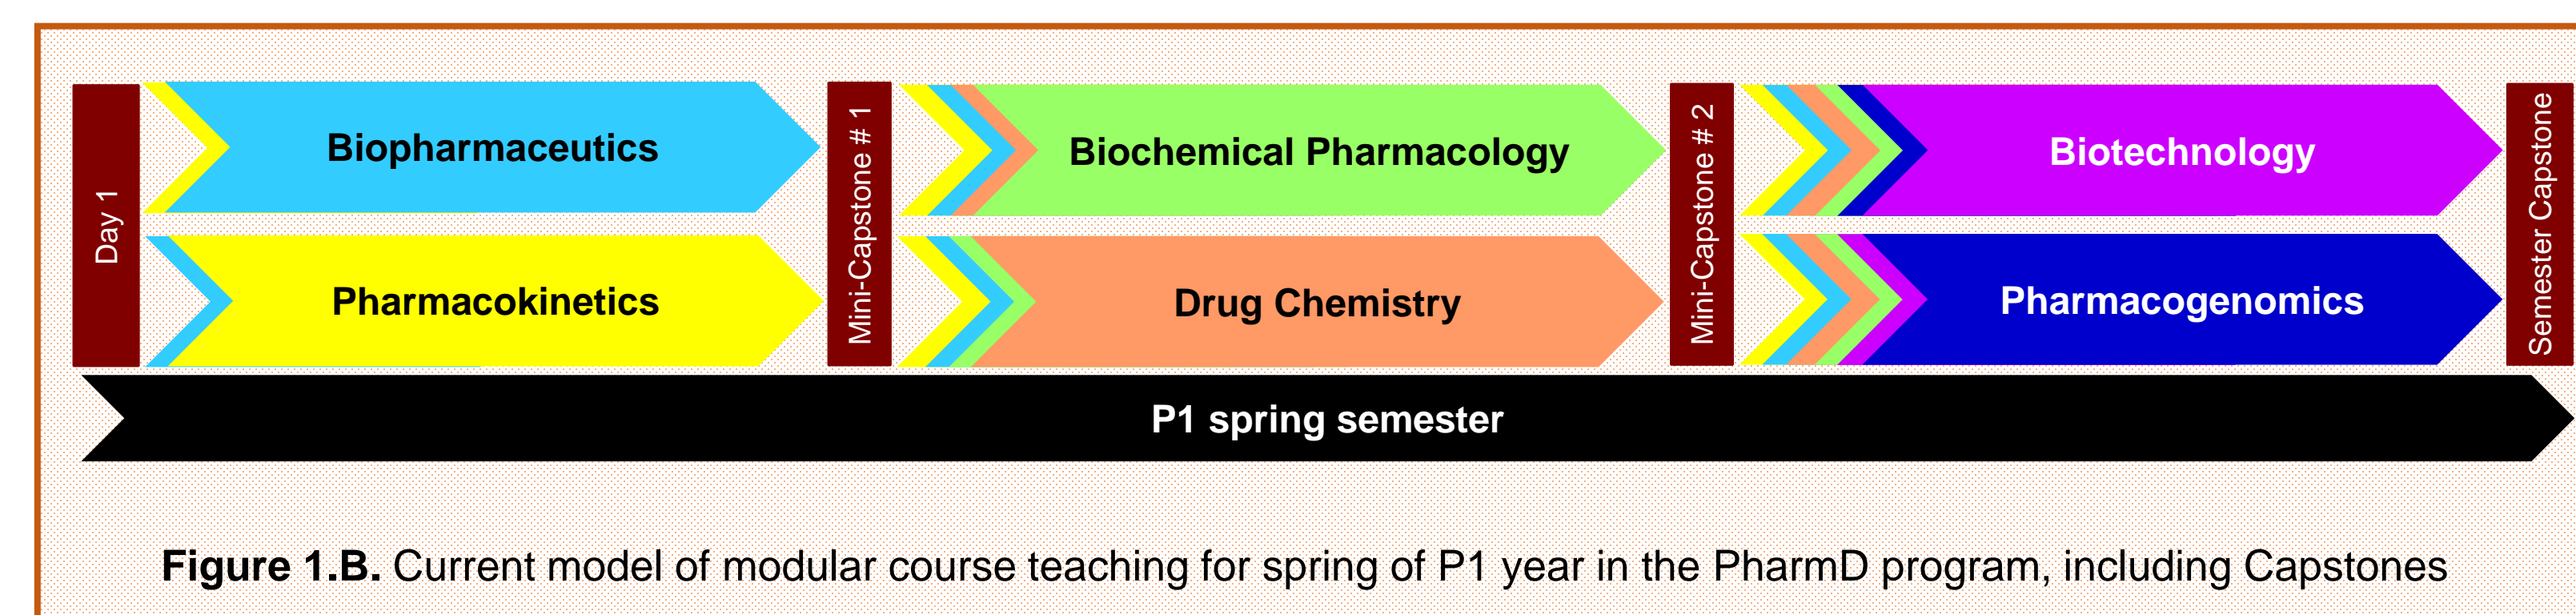 Day 1
Biopharmaceutics
Pharmacokinetics
Mini-Capstone # 1
Biochemical Pharmacology
Drug Chemistry
Mini-Capstone # 2
Biotechnology
Pharmacogenomics
Semester Capstone
P1 spring semester
Figure 1.B. Current model of modular course teaching for spring of P1 year in the PharmD program, including Capstones